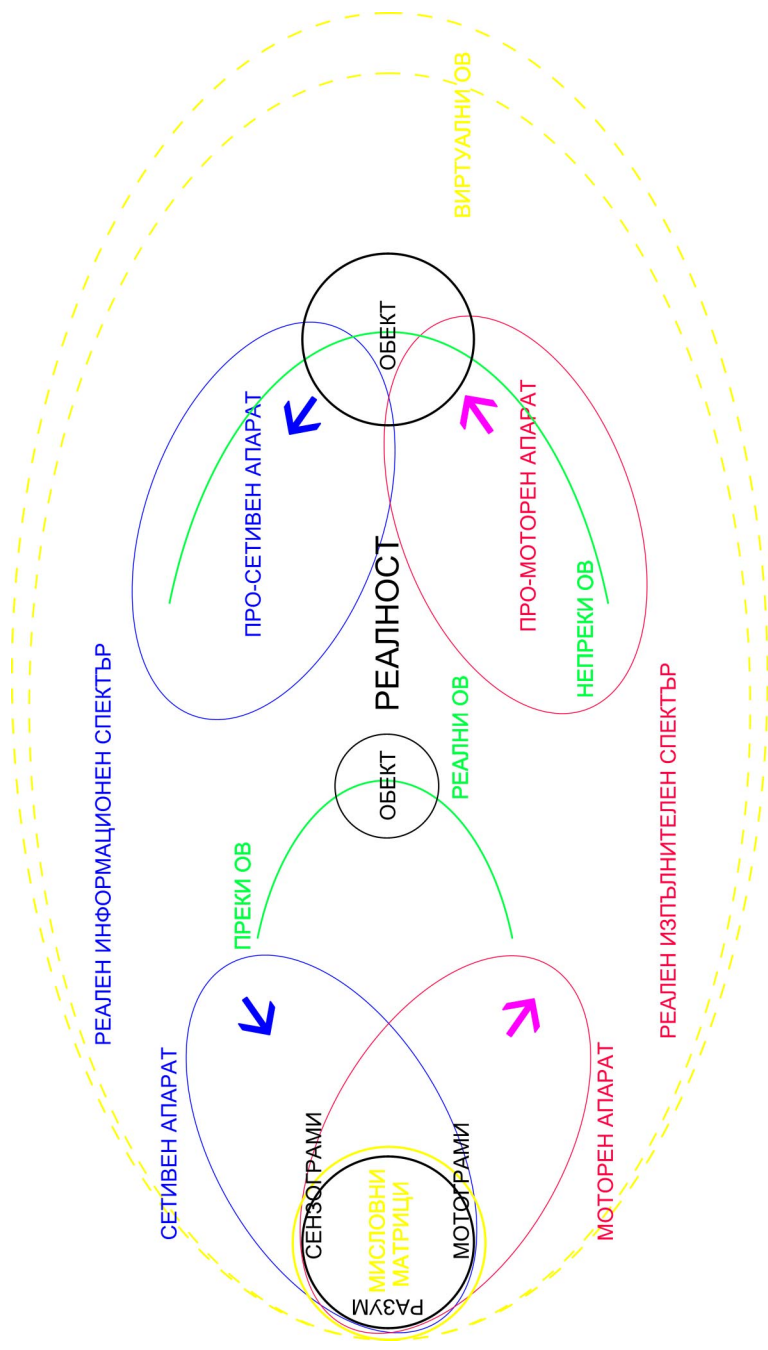 ВИРТУАЛНИ ОВ
ОБЕКТ
ПРО-СЕТИВЕН АПАРАТ
ПРО-МОТОРЕН АПАРАТ
РЕАЛНОСТ
НЕПРЕКИ ОВ
РЕАЛЕН ИНФОРМАЦИОНЕН СПЕКТЪР
РЕАЛНИ ОВ
ОБЕКТ
РЕАЛЕН ИЗПЪЛНИТЕЛЕН СПЕКТЪР
ПРЕКИ ОВ
СЕТИВЕН АПАРАТ
МОТОРЕН АПАРАТ
СЕНЗОГРАМИ
МИСЛОВНИ
МАТРИЦИ
МОТОГРАМИ
РАЗУМ